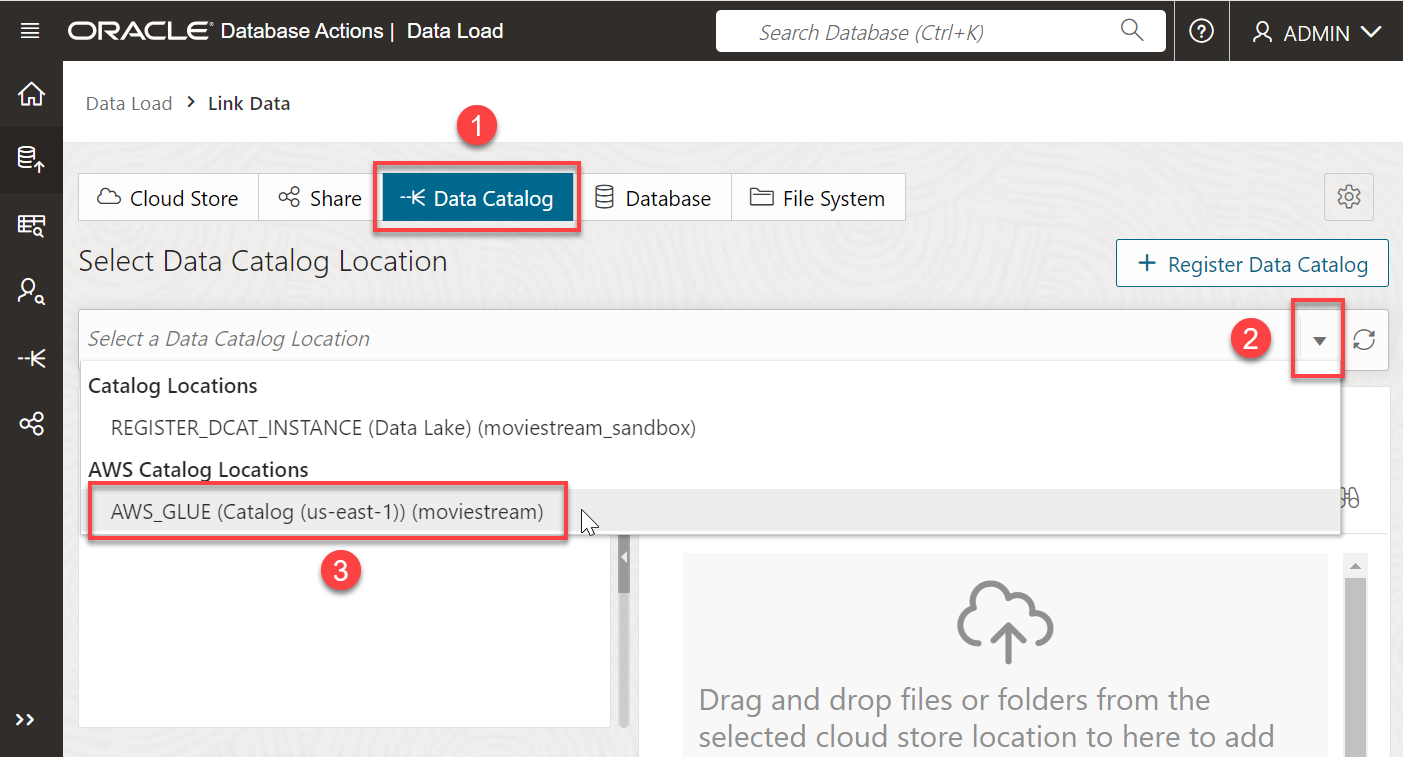 ORACLE Database Actions | Data Load
Search Database (Ctrl+K)
ADMIN
Data Load > Link Data
1
Cloud Store
Share
Data Catalog
Database
File System
Select Data Catalog Location
+ Register Data Catalog
Select a Data Catalog Location
2
Catalog Locations
REGISTER_DCAT_INSTANCE (Data Lake) (moviestream_sandbox)
AWS Catalog Locations
AWS_GLUE (Catalog (us-east-1)) (moviestream)
3
Drag and drop files or folders from the
selected cloud store location to here to add